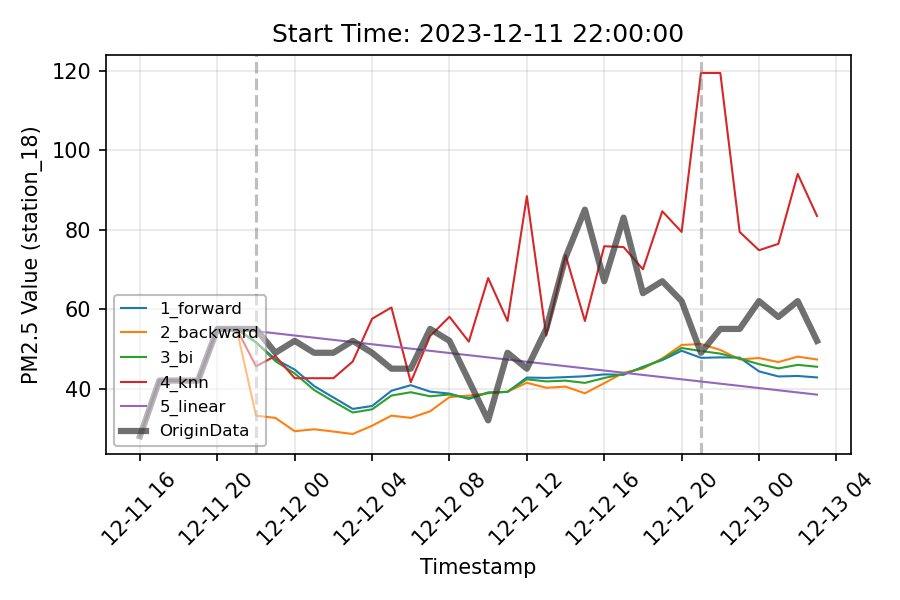 Start Time: 2023-12-11 22:00:00
PM2.5 Value (station_18)
120
100
80
60
40
1_forward
2_backward
3_bi
4_knn
5_linear
OriginData
12-11 16
12-11 20
12-12 00
12-12 04
12-12 08
12-12 12
12-12 16
12-12 20
12-13 00
12-13 04
Timestamp